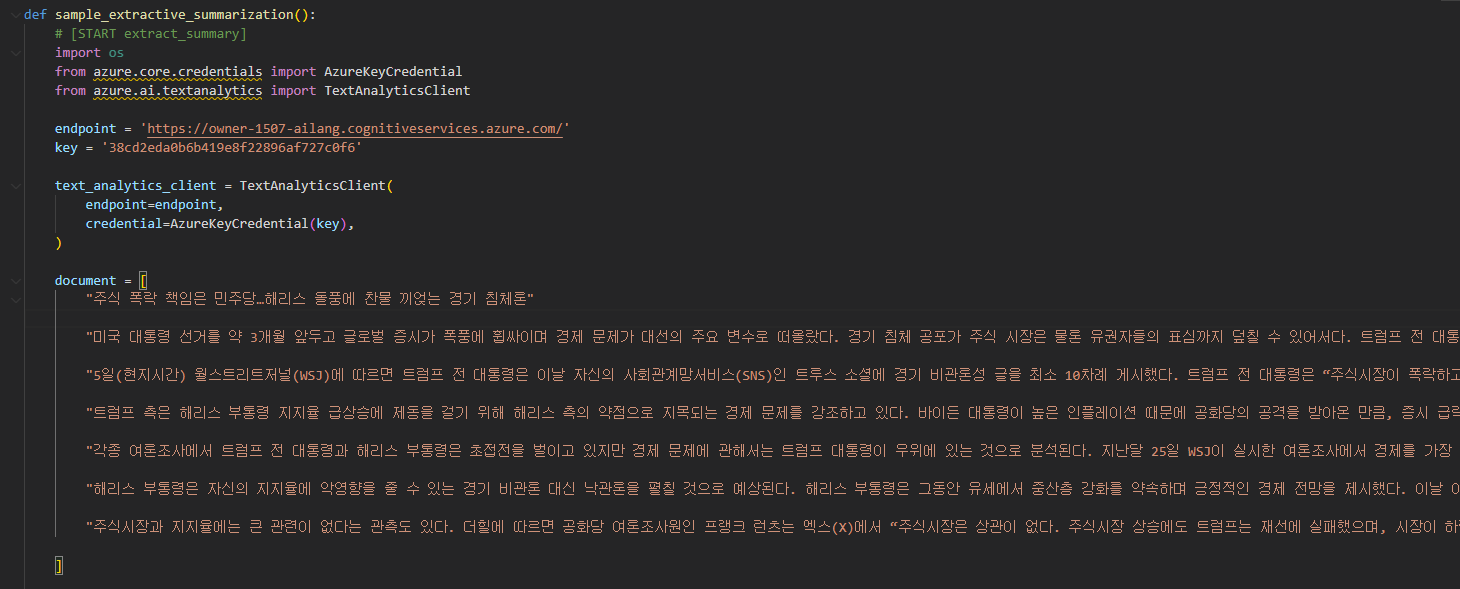 def sample_extractive_summarization():
# [START extract_summary]
import os
from azure.core.credentials import AzureKeyCredential
from azure.ai.textanalytics import TextAnalyticsClient
endpoint = 'https://owner-1507-ailang.cognitiveservices.azure.com/'
key = '38cd2eda0b6b419e8f22896af727c0f6'
text_analytics_client = TextAnalyticsClient(
endpoint=endpoint,
credential=AzureKeyCredential(key),
)
document = [
"주식 폭락 책임은 민주당…해리스 돌풍에 찬물 끼얹는 경기 침체론"
"미국 대통령 선거를 약 3개월 앞두고 글로벌 증시가 폭풍에 휩싸이며 경제 문제가 대선의 주요 변수로 떠올랐다. 경기 침체 공포가 주식 시장은 물론 유권자들의 표심까지 덮칠 수 있어서다. 트럼프 전 대통
"5일(현지시간) 월스트리트저널(WSJ)에 따르면 트럼프 전 대통령은 이날 자신의 사회관계망서비스(SNS)인 트루스 소셜에 경기 비관론성 글을 최소 10차례 게시했다. 트럼프 전 대통령은 “주식시장이 폭락하고
"트럼프 측은 해리스 부통령 지지율 급상승에 제동을 걸기 위해 해리스 측의 약점으로 지목되는 경제 문제를 강조하고 있다. 바이든 대통령이 높은 인플레이션 때문에 공화당의 공격을 받아온 만큼, 증시 급락
"각종 여론조사에서 트럼프 전 대통령과 해리스 부통령은 초접전을 벌이고 있지만 경제 문제에 관해서는 트럼프 대통령이 우위에 있는 것으로 분석된다. 지난달 25일 WSJ이 실시한 여론조사에서 경제를 가장
"해리스 부통령은 자신의 지지율에 악영향을 줄 수 있는 경기 비관론 대신 낙관론을 펼칠 것으로 예상된다. 해리스 부통령은 그동안 유세에서 중산층 강화를 약속하며 긍정적인 경제 전망을 제시했다. 이날
"주식시장과 지지율에는 큰 관련이 없다는 관측도 있다. 더힐에 따르면 공화당 여론조사원인 프랭크 런츠는 엑스(X)에서 “주식시장은 상관이 없다. 주식시장 상승에도 트럼프는 재선에 실패했으며, 시장이
]